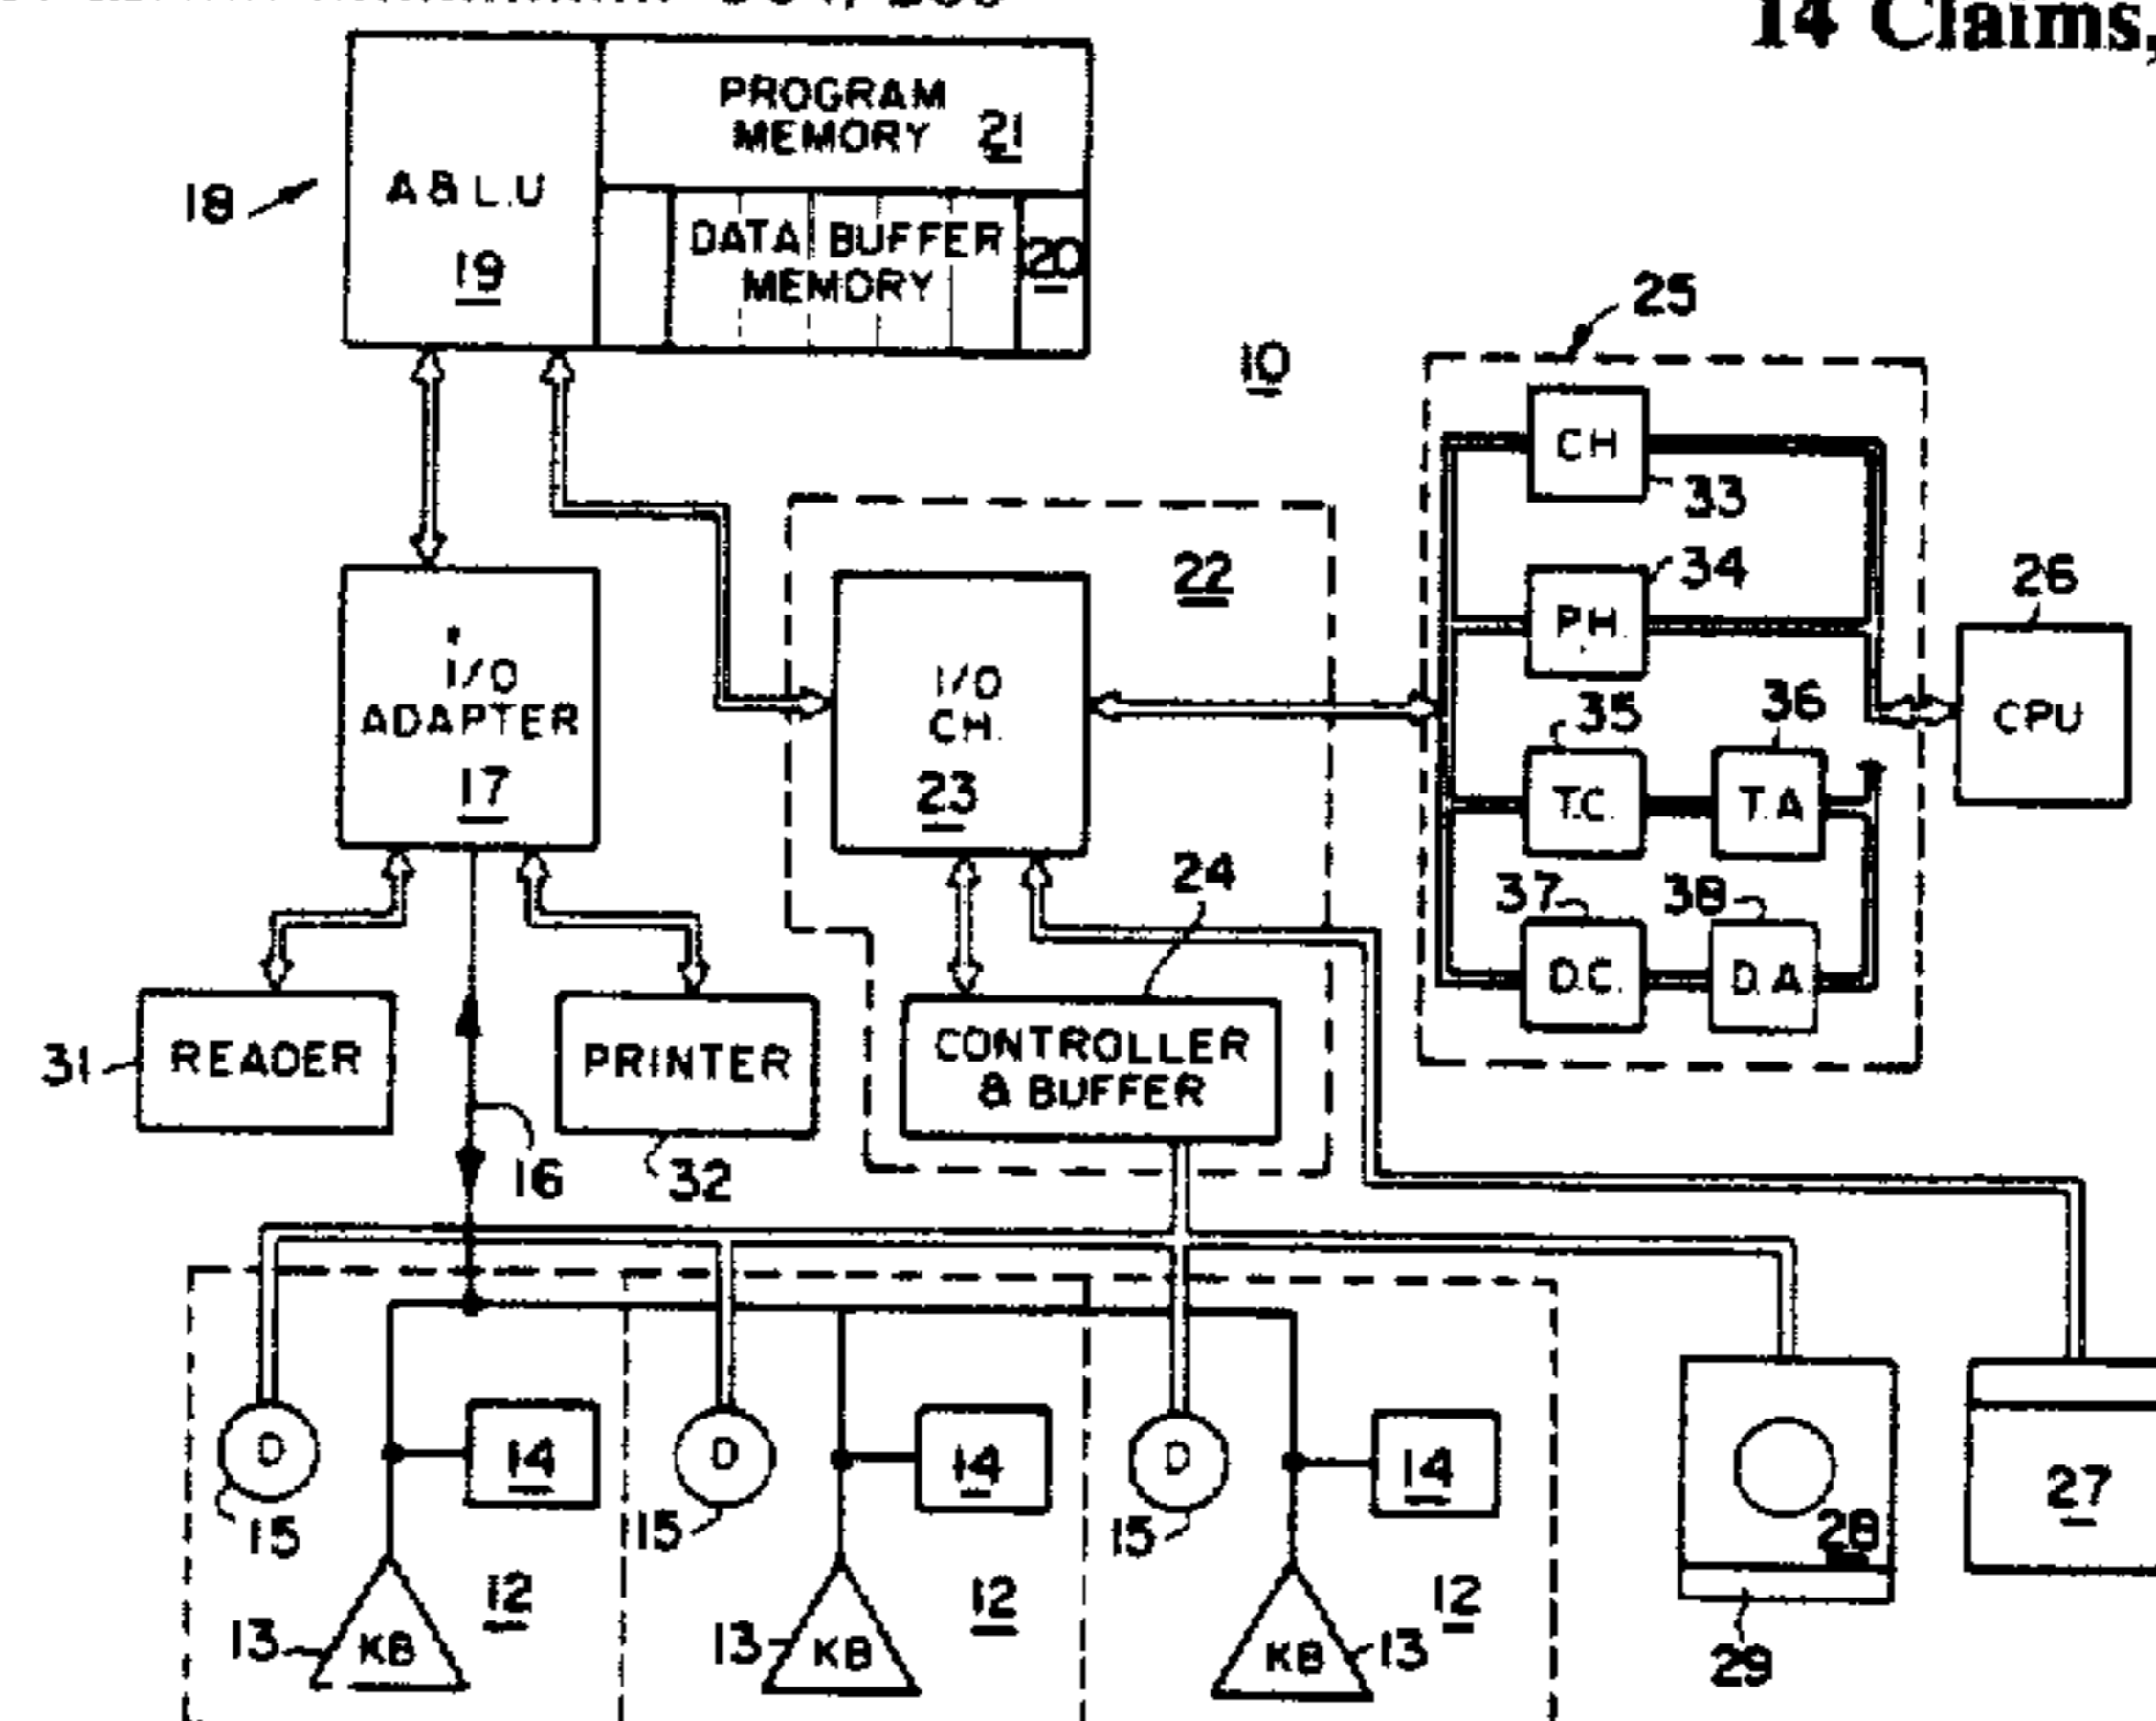 14 Claims,
PROGRAM
MEMORY 21
18
A & L.U
19
DATA BUFFER
MEMORY
20
25
10
CH
33
22
34
26
I/O
ADAPTER
17
I/O
CH.
23
PH.
CPU
35
36
T.C.
T.A
24
37
38
D.C.
D.A.
31
READER
PRINTER
CONTROLLER
& BUFFER
16
32
D
14
D
14
D
14
27
28
15
15
15
12
12
12
13
KB
13
KB
KB
13
29